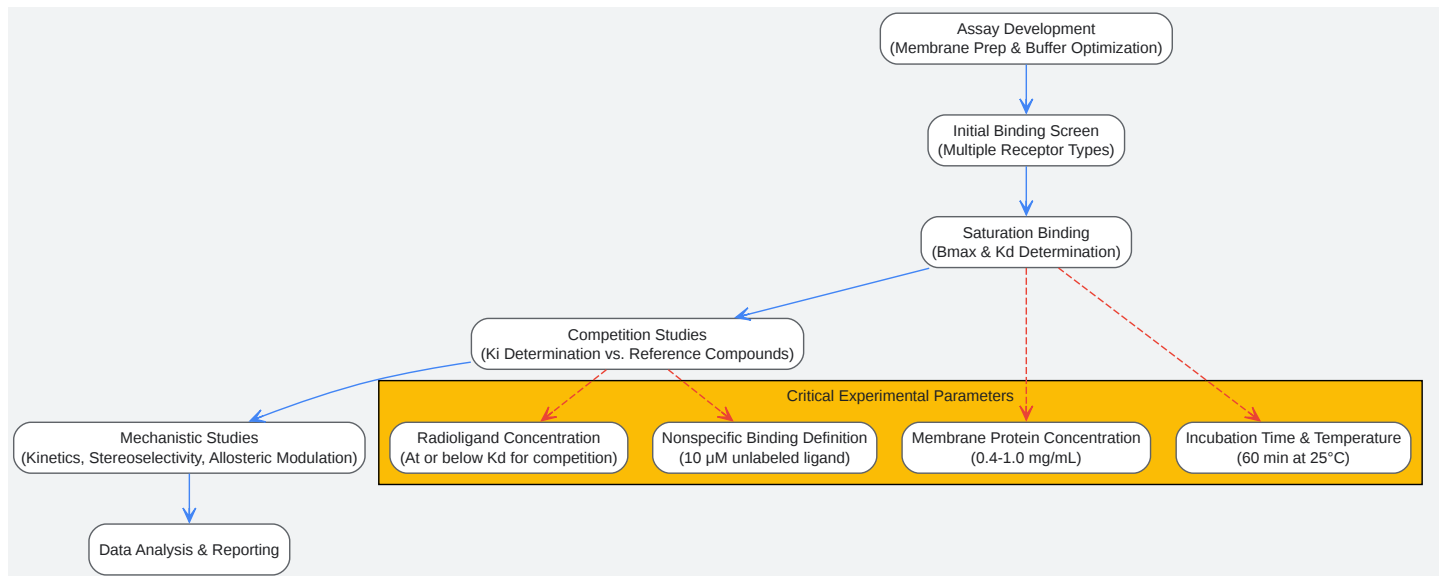 Assay Development
(Membrane Prep & Buffer Optimization)
Initial Binding Screen
(Multiple Receptor Types)
Saturation Binding
(Bmax & Kd Determination)
Competition Studies
(Ki Determination vs. Reference Compounds)
Critical Experimental Parameters
Mechanistic Studies
(Kinetics, Stereoselectivity, Allosteric Modulation)
Radioligand Concentration
(At or below Kd for competition)
Nonspecific Binding Definition
(10 μM unlabeled ligand)
Membrane Protein Concentration
(0.4-1.0 mg/mL)
Incubation Time & Temperature
(60 min at 25°C)
Data Analysis & Reporting